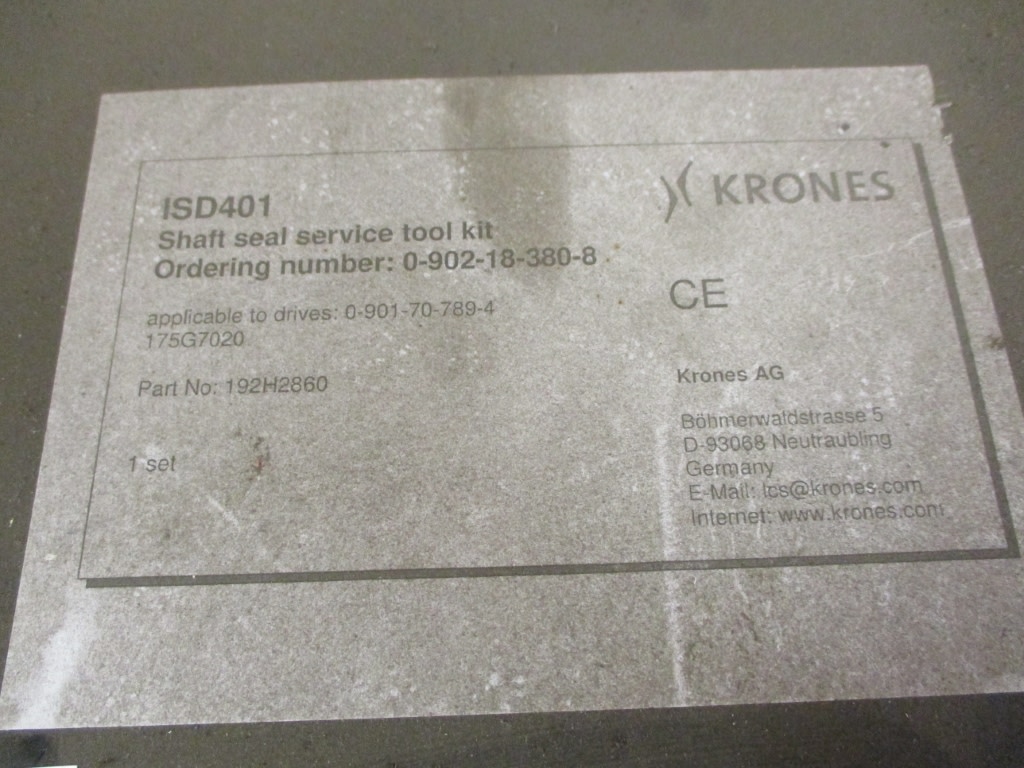 ISD401
Shaft seal service tool kit
Ordering number: 0-902-18-380-8
applicable to drives: 0-901-70-789-4
175G7020
Part No: 192H2860
1 set
KRONES
CE
Krones AG
Böhmerwaldstrasse 5
D-93068 Neutraubling
Germany
E-Mail: lcs@krones.com
Internet: www.krones.com